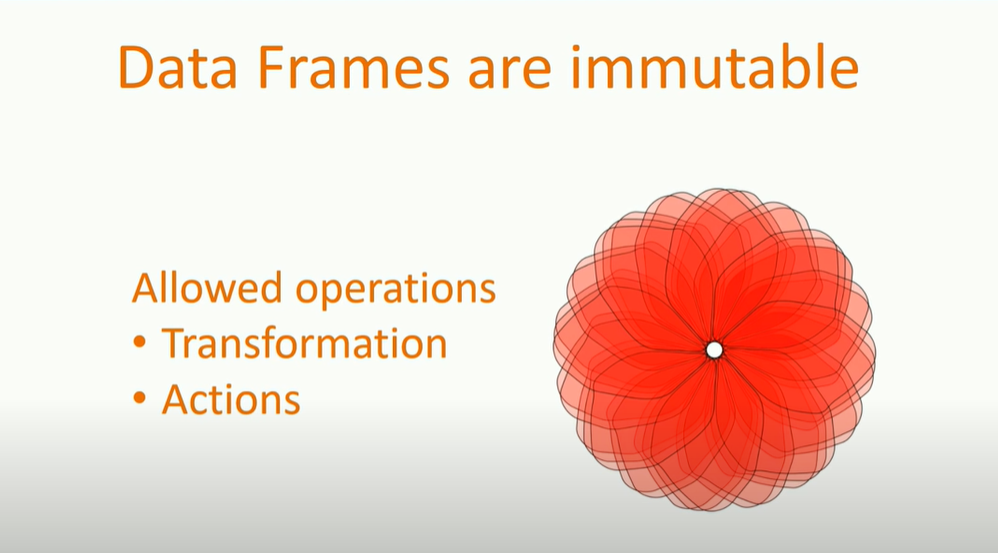 Data Frames are immutable
Allowed operations
• Transformation
• Actions